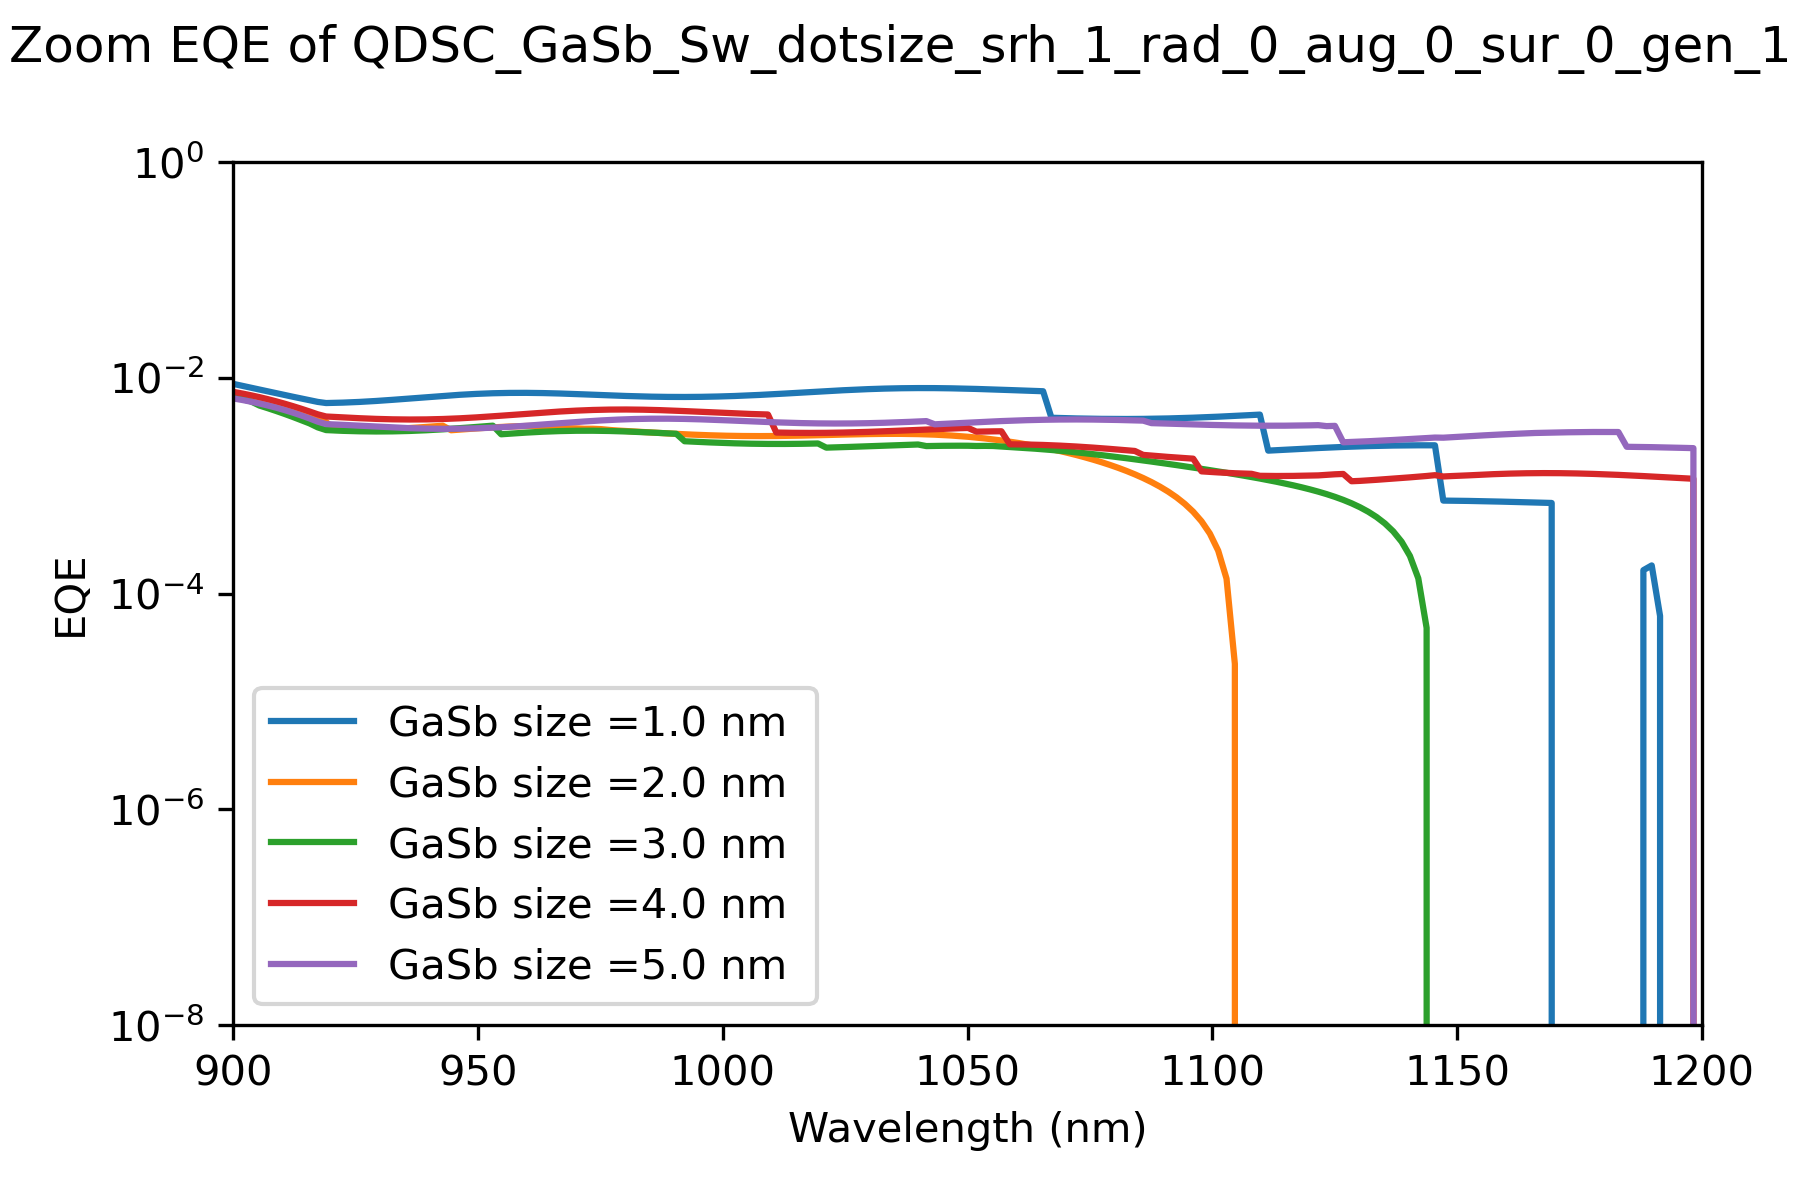 Zoom EQE of QDSC_GaSb_Sw_dotsize_srh_1_rad_0_aug_0_sur_0_gen_1
10⁰
10⁻²
10⁻⁴
10⁻⁶
10⁻⁸
EQE
GaSb size =1.0 nm
GaSb size =2.0 nm
GaSb size =3.0 nm
GaSb size =4.0 nm
GaSb size =5.0 nm
900 950 1000 1050 1100 1150 1200
Wavelength (nm)